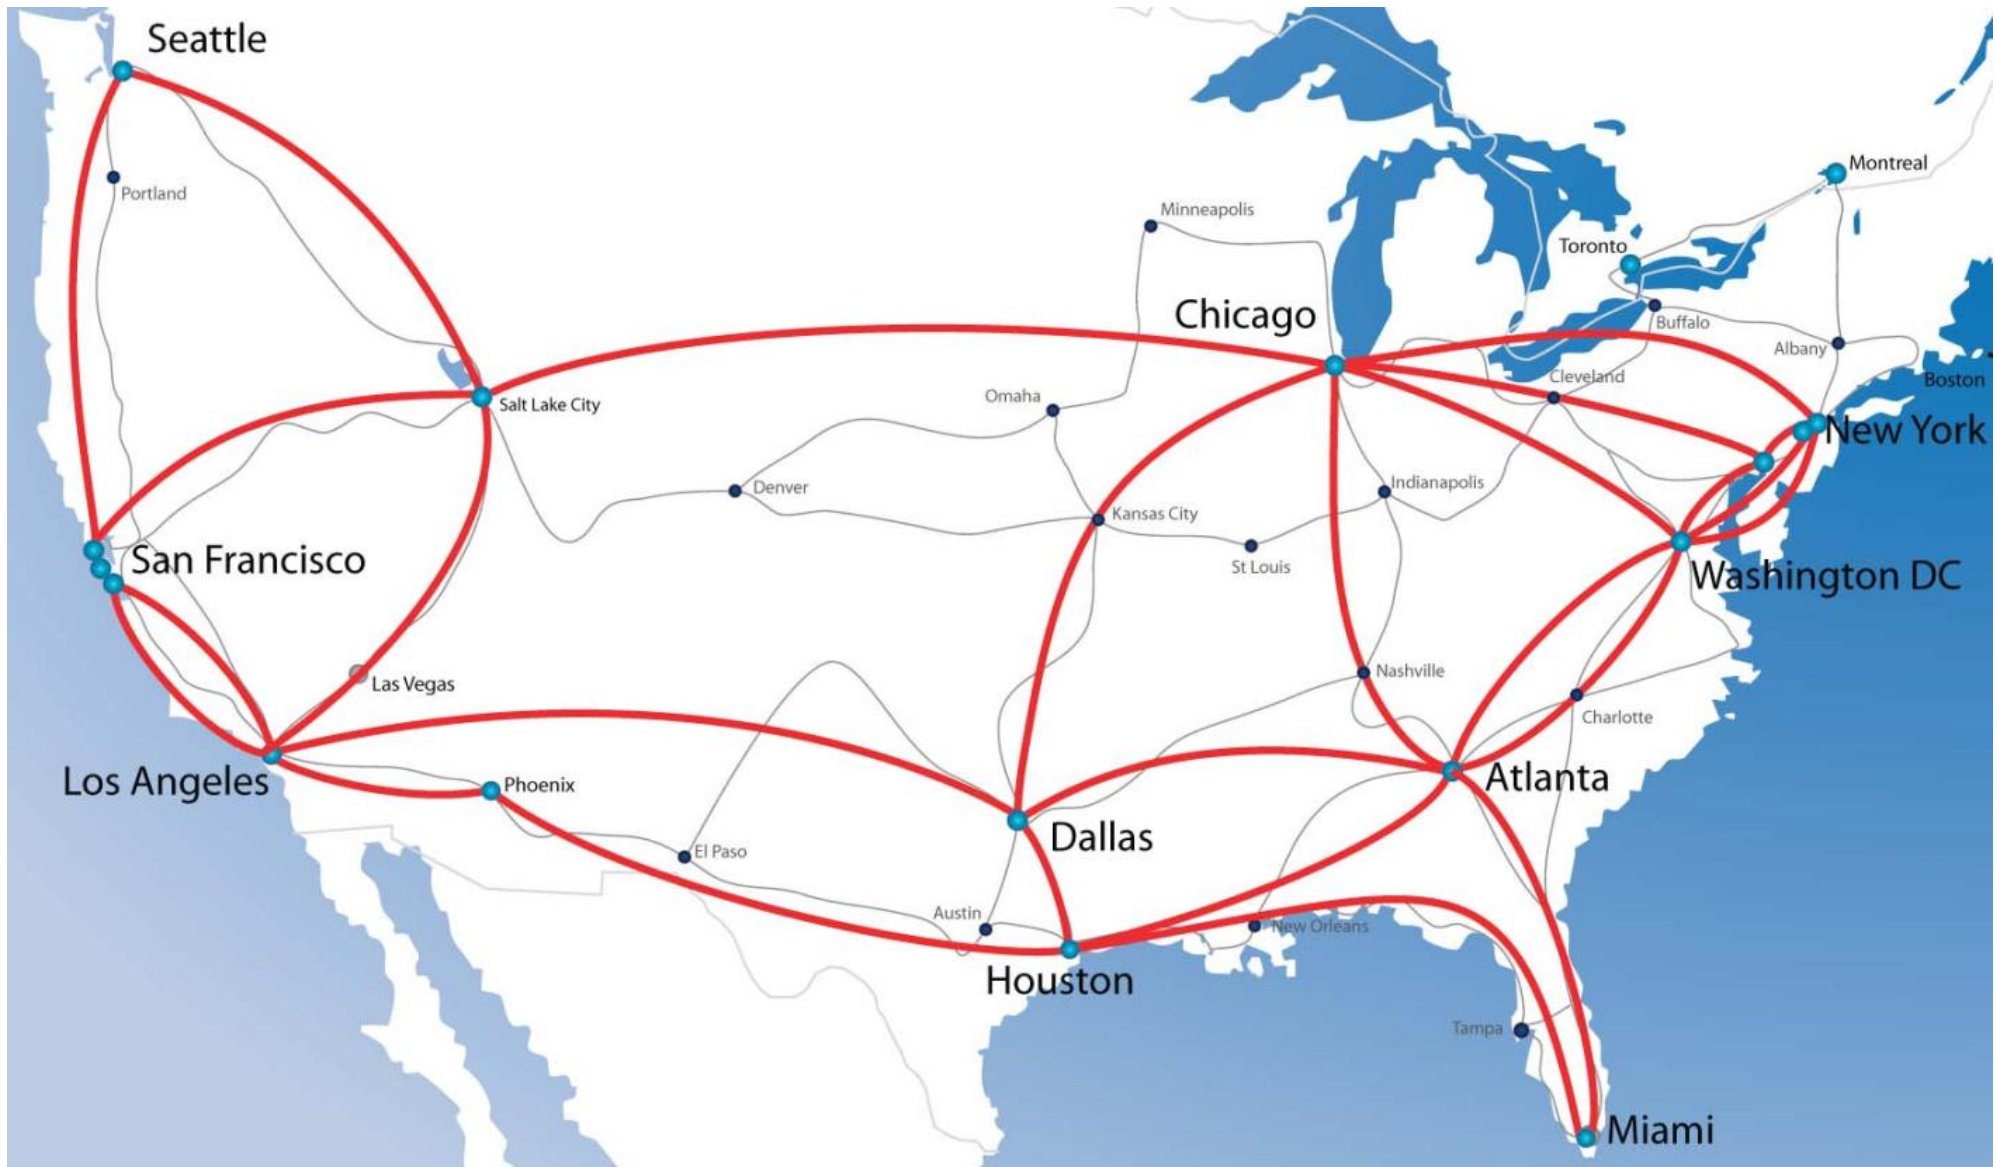 Seattle
Portland
Minneapolis
Montreal
Toronto
Chicago
Buffalo
Albany
Cleveland
Boston
Omaha
Salt Lake City
New York
Denver
Indianapolis
Kansas City
San Francisco
St Louis
Washington DC
Las Vegas
Nashville
Charlotte
Los Angeles
Phoenix
Atlanta
Dallas
El Paso
Austin
New Orleans
Houston
Tampa
Miami